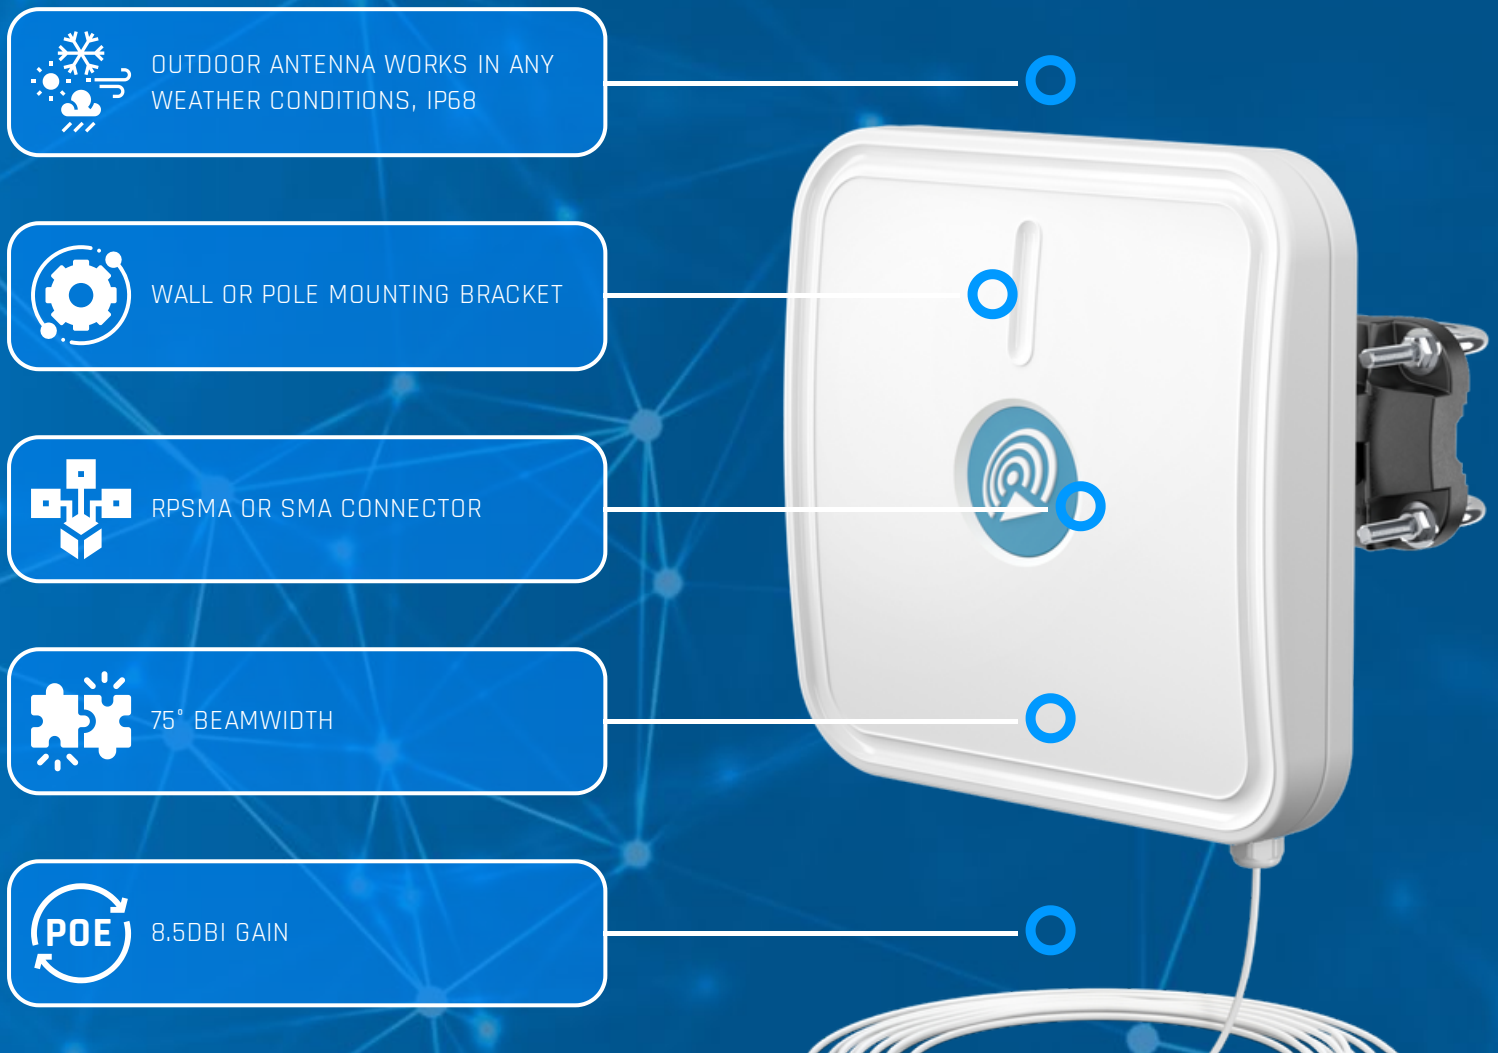 OUTDOOR ANTENNA WORKS IN ANY
WEATHER CONDITIONS, IP68
WALL OR POLE MOUNTING BRACKET
RPSMA OR SMA CONNECTOR
75° BEAMWIDTH
POE
8.5DBI GAIN